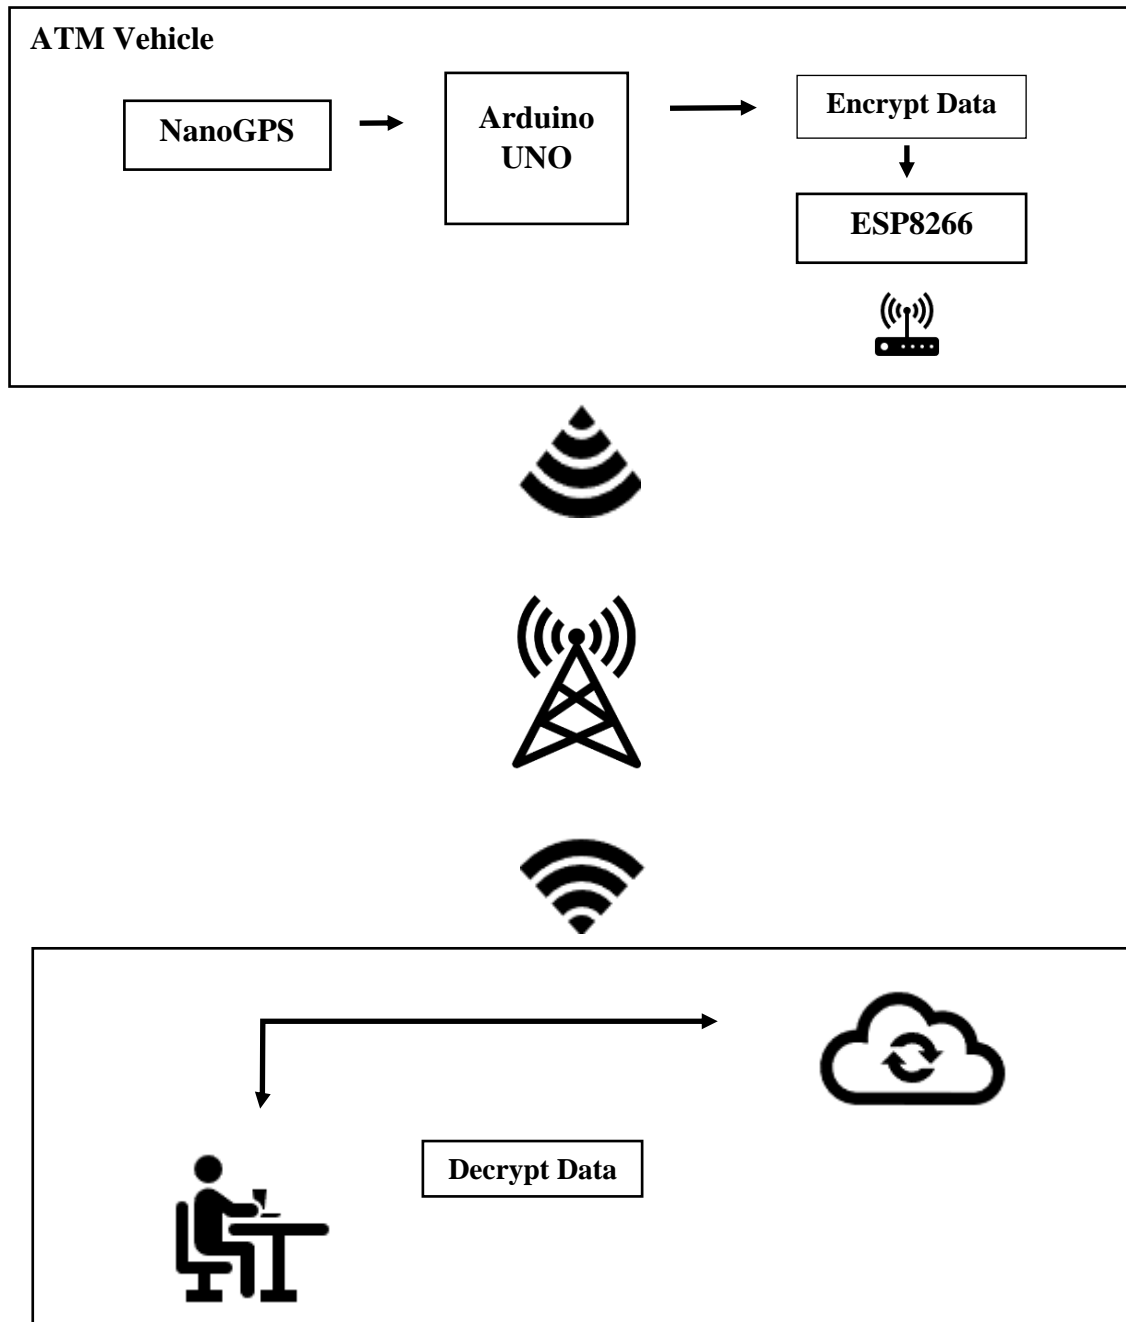 ATM Vehicle
NanoGPS
Arduino
UNO
Encrypt Data
ESP8266
Decrypt Data